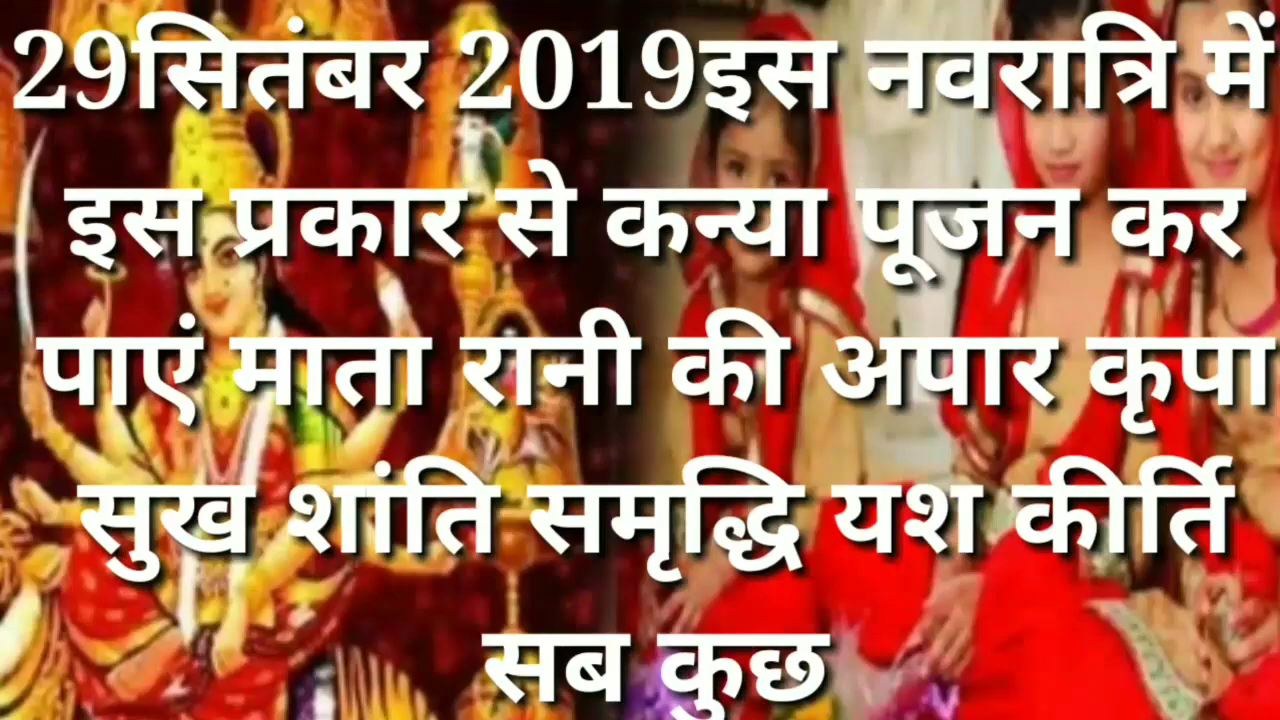 29सितंबर 2019इस नवरात्रि में
इस प्रकार से कन्या पूजन कर
पाएं माता रानी की अपार कृपा
सुख शांति समृद्धि यश कीर्ति
सब कुछ